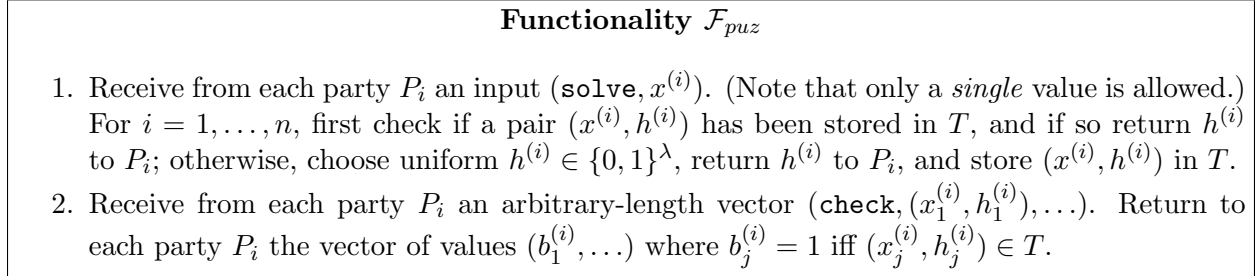 Functionality $\mathcal{F}_{puz}$
1. Receive from each party $P_i$ an input $(\texttt{solve}, x^{(i)})$. (Note that only a single value is allowed.)
For $i = 1, \ldots, n$, first check if a pair $(x^{(i)}, h^{(i)})$ has been stored in $T$, and if so return $h^{(i)}$
to $P_i$; otherwise, choose uniform $h^{(i)} \in \{0, 1\}^\lambda$, return $h^{(i)}$ to $P_i$, and store $(x^{(i)}, h^{(i)})$ in $T$.
2. Receive from each party $P_i$ an arbitrary-length vector $(\texttt{check}, (x_1^{(i)}, h_1^{(i)}), \ldots)$. Return to
each party $P_i$ the vector of values $(b_1^{(i)}, \ldots)$ where $b_j^{(i)} = 1$ iff $(x_j^{(i)}, h_j^{(i)}) \in T$.